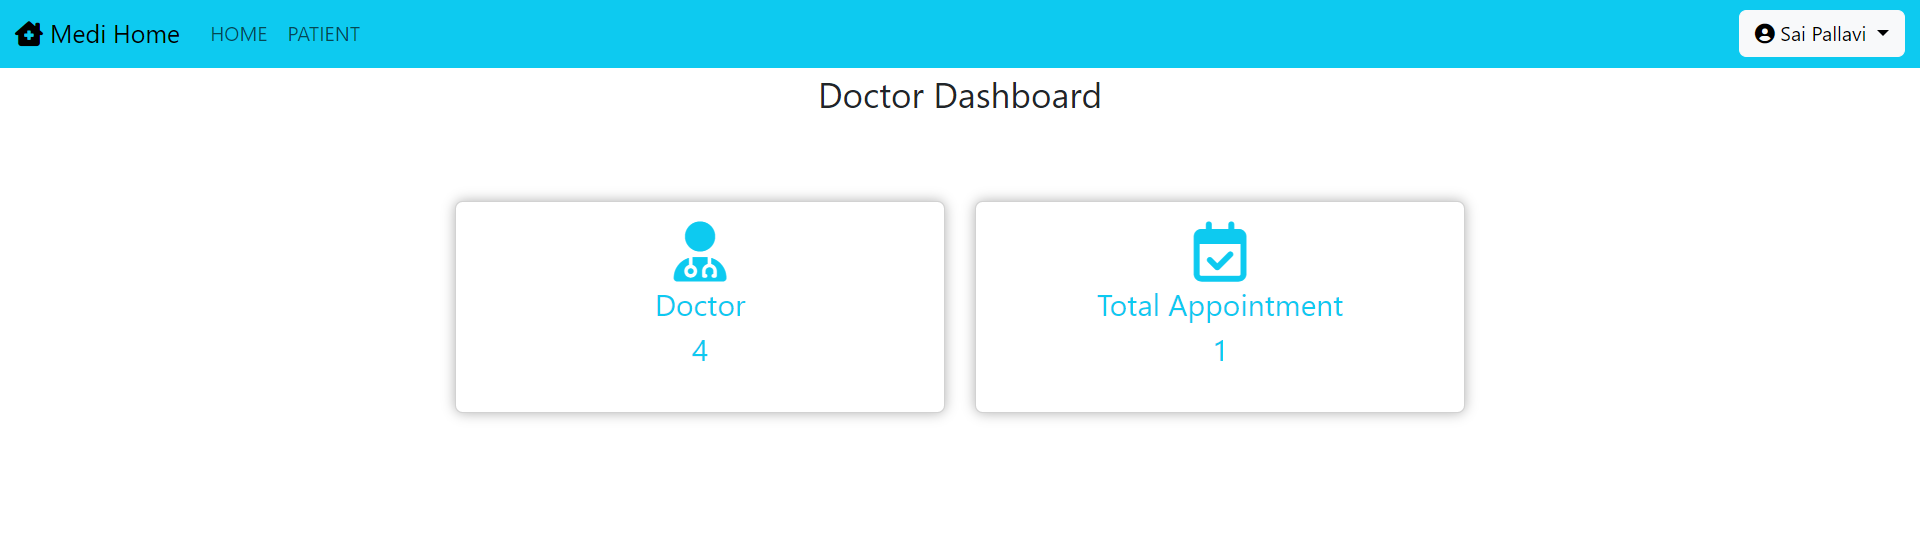 Medi Home HOME PATIENT Sai Pallavi
Doctor Dashboard
Doctor
4
Total Appointment
1